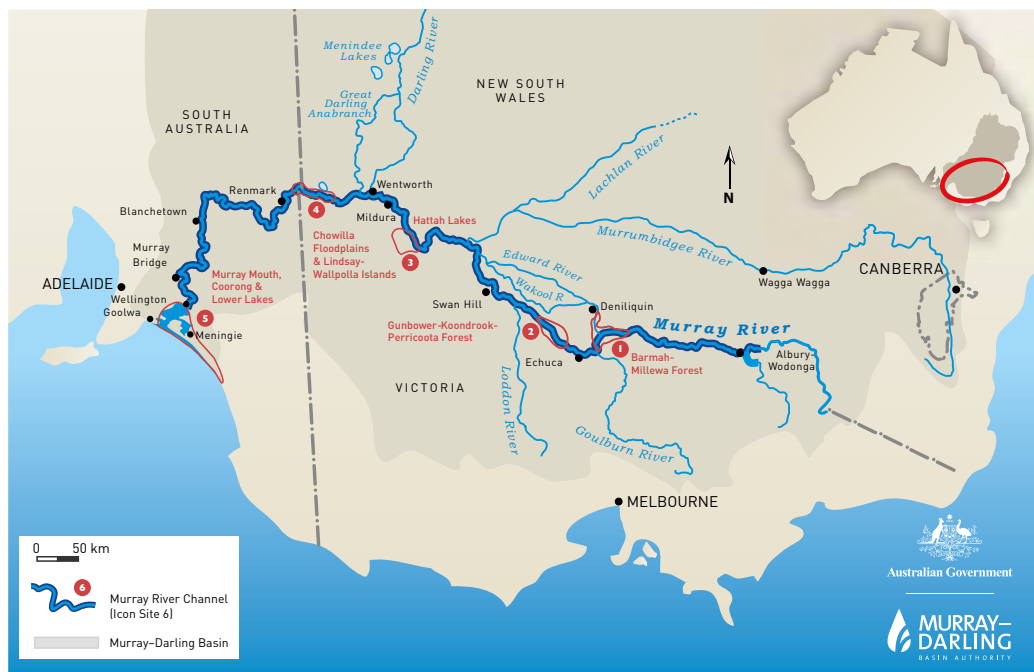 Menindee
Lakes
Darling River
Great
Darling
Anabranch
NEW SOUTH
WALES
SOUTH
AUSTRALIA
Lachlan River
N
Renmark
4
Wentworth
Mildura
Blanchetown
Hattah Lakes
Chowilla
Floodplains
& Lindsay-
Wallpolla Islands
3
Murrumbidgee River
Murray
Bridge
Edward River
Wakool R
CANBERRA
Wagga Wagga
ADELAIDE
Murray Mouth,
Coorong &
Lower Lakes
Wellington
Goolwa
5
Meningie
Swan Hill
Deniliquin
Gunbower-Koondrook-
Perricoota Forest
2
Murray River
1
Echuca
Barmah-
Millewa Forest
Albury-
Wodonga
VICTORIA
Loddon River
Goulburn River
MELBOURNE
0 50 km
6
Murray River Channel
(Icon Site 6)
Murray–Darling Basin
Australian Government
MURRAY–
DARLING
BASIN AUTHORITY